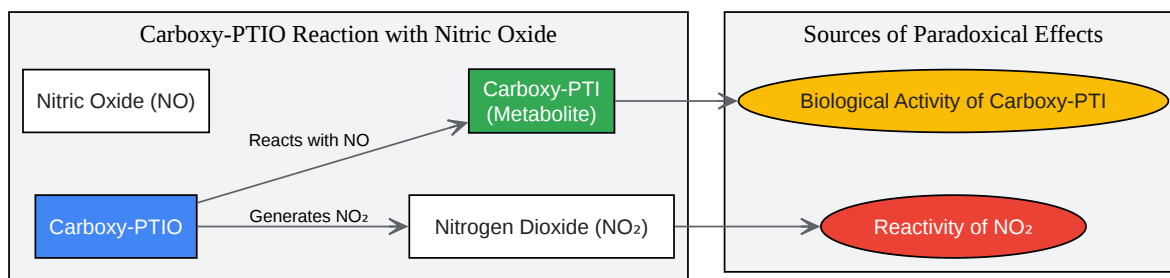 Carboxy-PTIO Reaction with Nitric Oxide
Nitric Oxide (NO)
Carboxy-PTI
(Metabolite)
Reacts with NO
Carboxy-PTIO
Generates NO₂
Nitrogen Dioxide (NO₂)
Sources of Paradoxical Effects
Biological Activity of Carboxy-PTI
Reactivity of NO₂